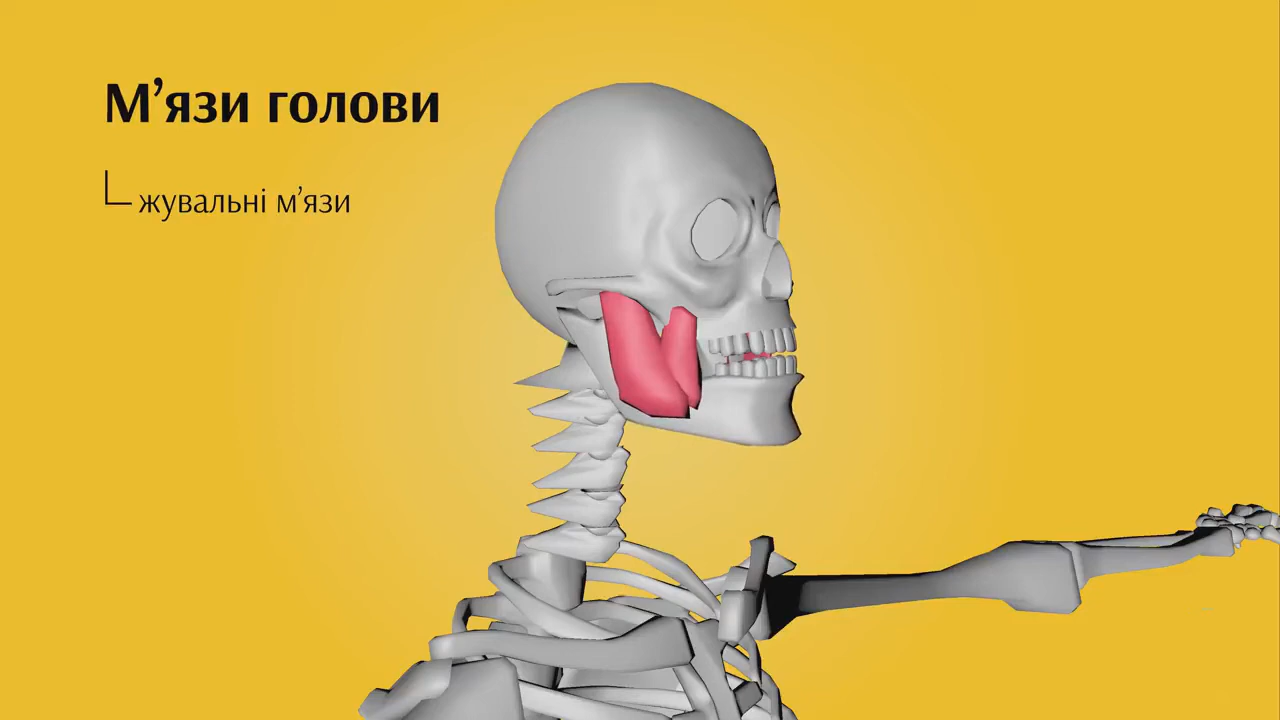 М’язи голови
жувальні м’язи